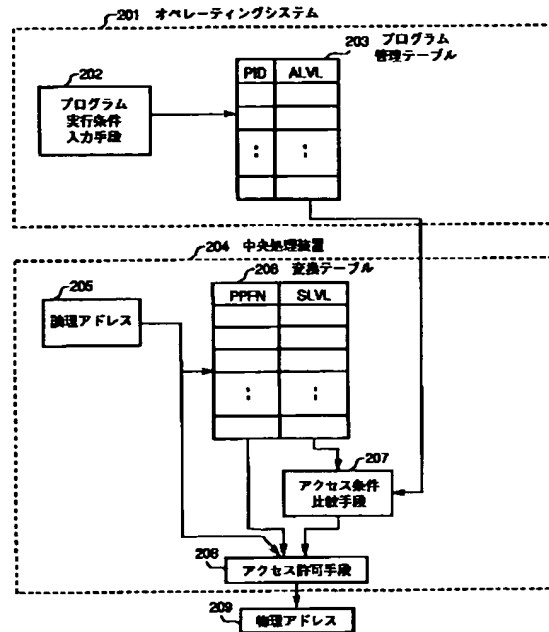 201 オペレーティングシステム
203 プログラム
管理テーブル
PID ALVL
202
プログラム
実行条件
入力手段
204 中央処理装置
206 変換テーブル
PPFN SLVL
205
論理アドレス
207
アクセス条件
比較手段
208
アクセス許可手段
209
物理アドレス